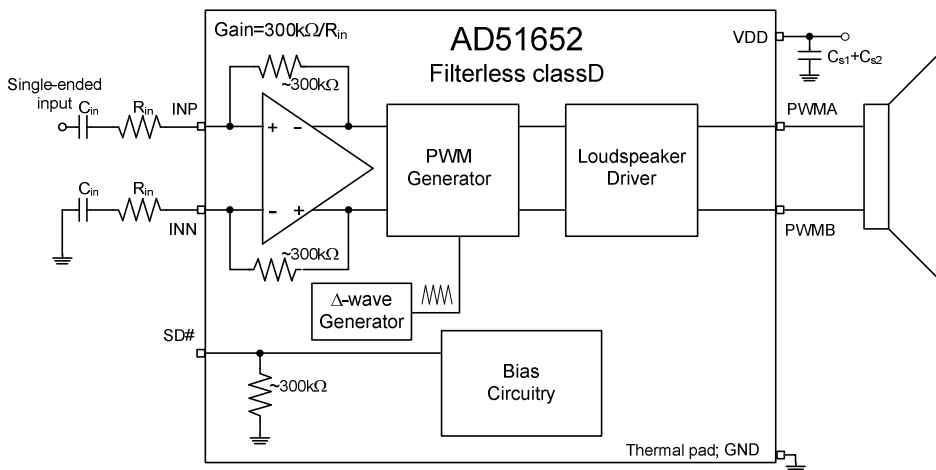 Gain=300kΩ/Rin
AD51652
Filterless classD
VDD
Cs1+Cs2
~300kΩ
Single-ended
input
Cin
Rin
INP
+
-
PWMA
PWM
Generator
Loudspeaker
Driver
Cin
Rin
INN
-
+
PWMB
~300kΩ
Δ-wave
Generator
SD#
~300kΩ
Bias
Circuitry
Thermal pad; GND